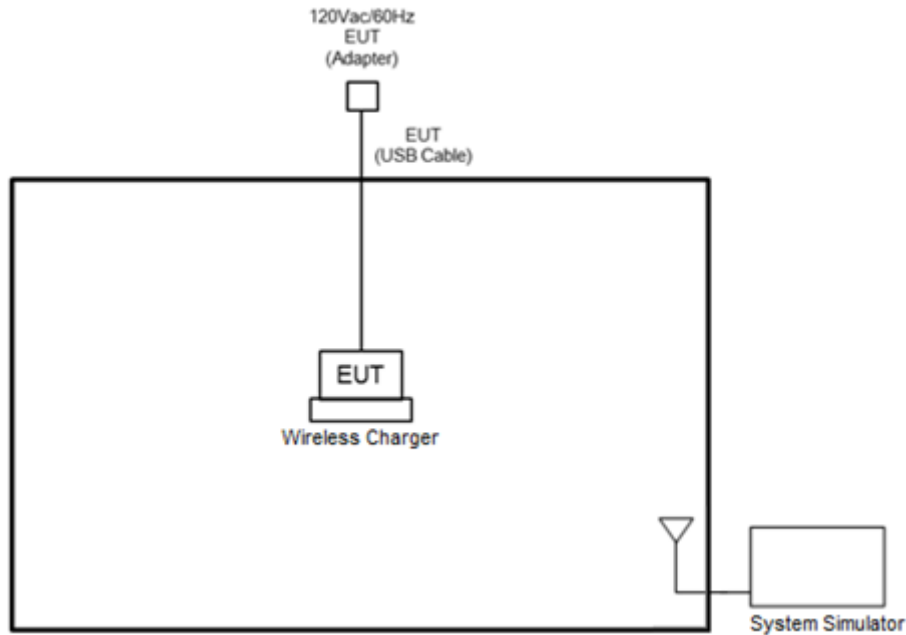 120Vac/60Hz
EUT
(Adapter)
EUT
(USB Cable)
EUT
Wireless Charger
System Simulator